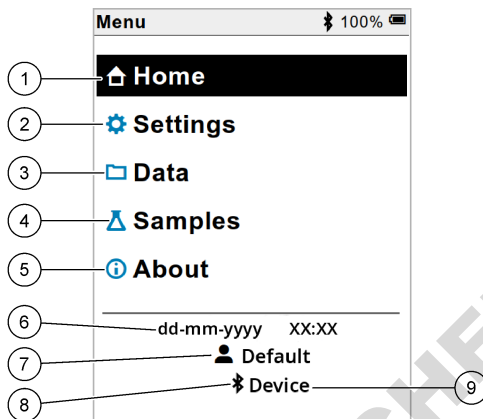 Menu 100%
1 Home
2 Settings
3 Data
4 Samples
5 About
6 dd-mm-yyyy XX:XX
7 Default
8 Device 9